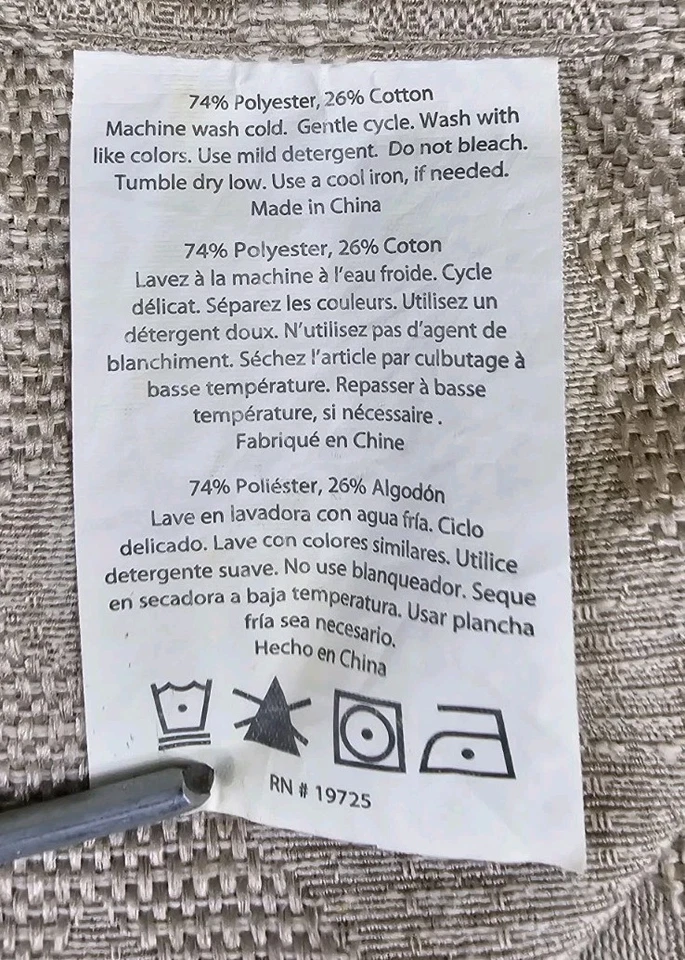 74% Polyester, 26% Cotton
Machine wash cold. Gentle cycle. Wash with
like colors. Use mild detergent. Do not bleach.
Tumble dry low. Use a cool iron, if needed.
Made in China
74% Polyester, 26% Coton
Lavez à la machine à l'eau froide. Cycle
délicat. Séparez les couleurs. Utilisez un
détergent doux. N'utilisez pas d'agent de
blanchiment. Séchez l'article par culbutage à
basse température. Repasser à basse
température, si nécessaire.
Fabriqué en Chine
74% Poliéster, 26% Algodón
Lave en lavadora con agua fría. Ciclo
delicado. Lave con colores similares. Utilice
detergente suave. No use blanqueador. Seque
en secadora a baja temperatura. Usar plancha
fría sea necesario.
Hecho en China
RN # 19725